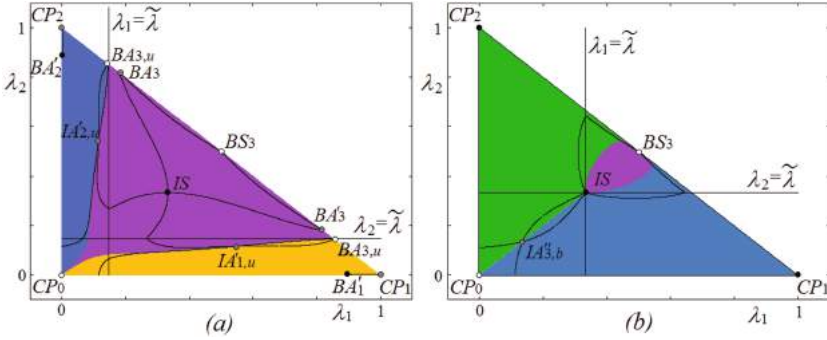 CP₂
1
λ₁=λ̃
BA₃,ᵤ
BA₃
BA′₂
λ₂
IA′₂,ᵤ
BS₃
IS
BA′₃
λ₂=λ̃
BA₃,ᵤ
IA′₁,ᵤ
0
CP₀
BA′₁
CP₁
0
(a)
λ₁
1
CP₂
1
λ₁=λ̃
λ₂
BS₃
IS
λ₂=λ̃
IA″₃,b
0
CP₀
CP₁
0
(b)
λ₁
1